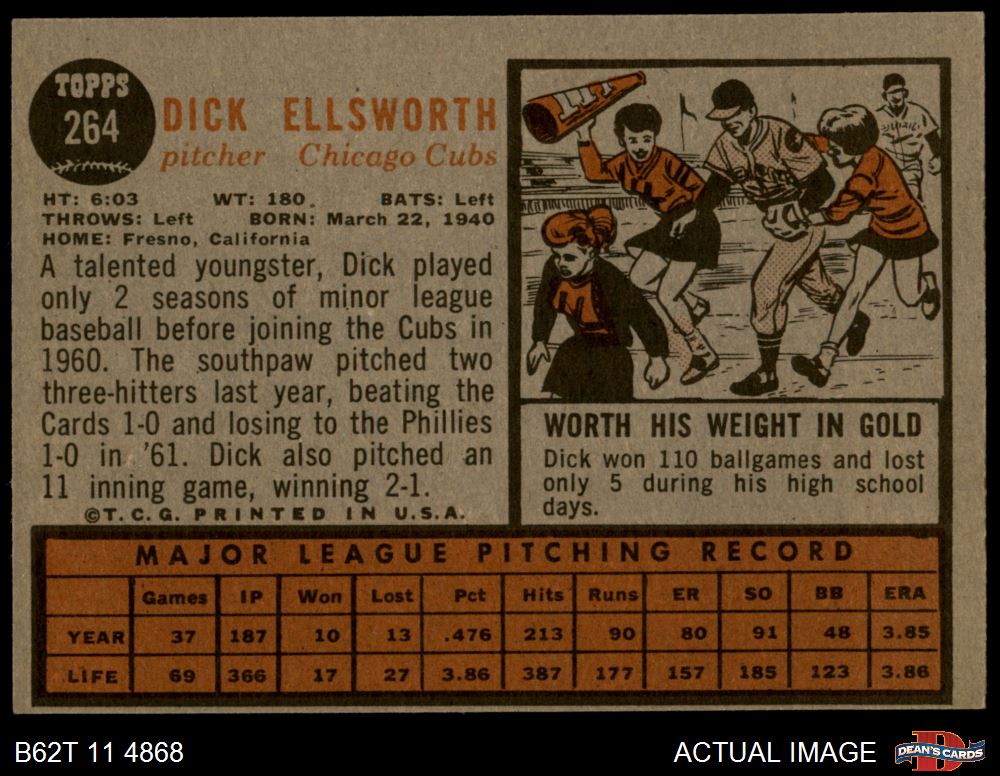 TOPPS
264
DICK ELLSWORTH
pitcher Chicago Cubs
HT: 6:03 WT: 180. BATS: Left
THROWS: Left BORN: March 22, 1940
HOME: Fresno, California
A talented youngster, Dick played
only 2 seasons of minor league
baseball before joining the Cubs in
1960. The southpaw pitched two
three-hitters last year, beating the
Cards 1-0 and losing to the Phillies
1-0 in '61. Dick also pitched an
11 inning game, winning 2-1.
©T.C.G. PRINTED IN U.S.A.
WORTH HIS WEIGHT IN GOLD
Dick won 110 ballgames and lost
only 5 during his high school
days.
MAJOR LEAGUE PITCHING RECORD
Games IP Won Lost Pct Hits Runs ER SO BB ERA
YEAR 37 187 10 13 .476 213 90 80 91 48 3.85
LIFE 69 366 17 27 3.86 387 177 157 185 123 3.86
B62T 11 4868
ACTUAL IMAGE
DEAN'S CARDS